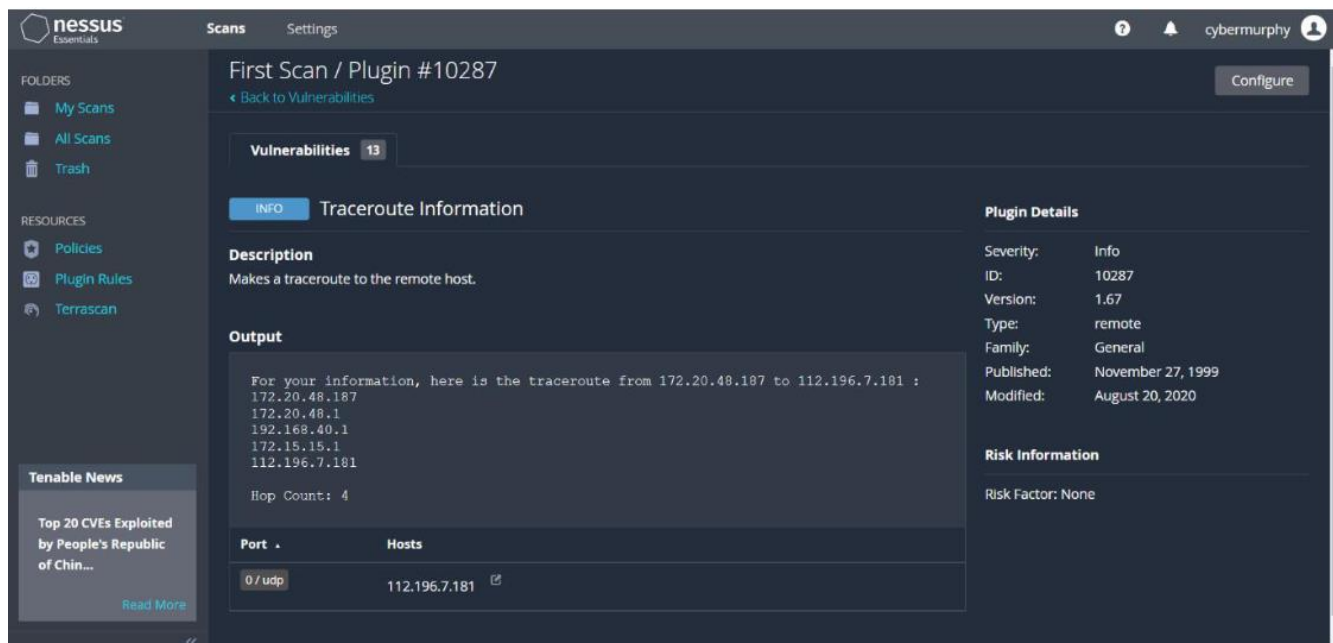 nessus
Essentials
Scans
Settings
cybermurphy
FOLDERS
My Scans
All Scans
Trash
RESOURCES
Policies
Plugin Rules
Terrascan
Tenable News
Top 20 CVEs Exploited
by People's Republic
of Chin...
Read More
First Scan / Plugin #10287
Back to Vulnerabilities
Configure
Vulnerabilities 13
INFO Traceroute Information
Description
Makes a traceroute to the remote host.
Output
For your information, here is the traceroute from 172.20.48.187 to 112.196.7.181 :
172.20.48.187
172.20.48.1
192.168.40.1
172.15.15.1
112.196.7.181
Hop Count: 4
Port Hosts
0 / udp 112.196.7.181
Plugin Details
Severity: Info
ID: 10287
Version: 1.67
Type: remote
Family: General
Published: November 27, 1999
Modified: August 20, 2020
Risk Information
Risk Factor: None